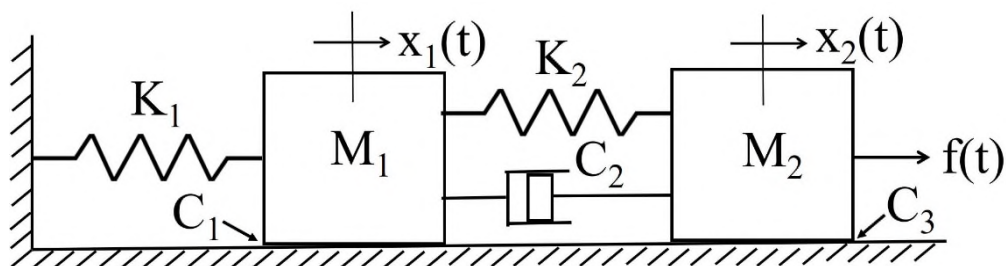 x₁(t)
x₂(t)
K₁
K₂
M₁
M₂
C₂
f(t)
C₁
C₃